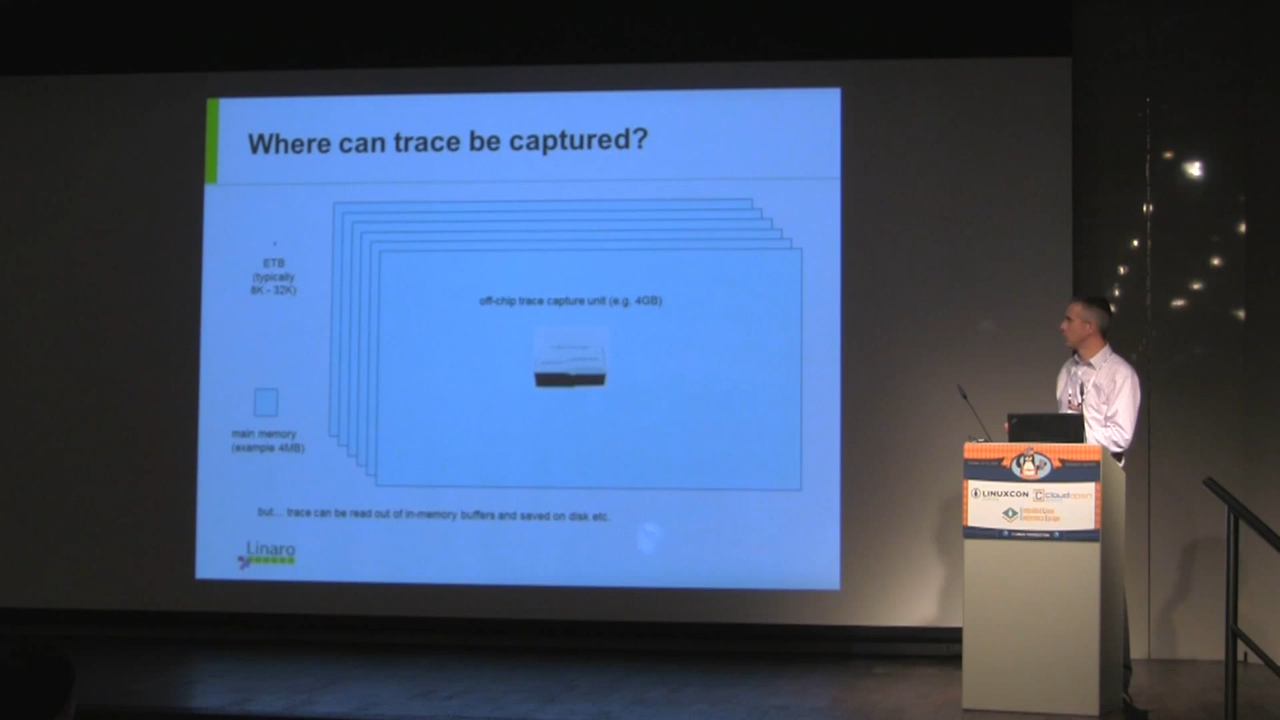 Where can trace be captured?
ETB
(typically
8K - 32K)
off-chip trace capture unit (e.g. 4GB)
main memory
(example 4MB)
but... trace can be read out of in-memory buffers and saved on disk etc.
Linaro
LINUXCON
cloudopen